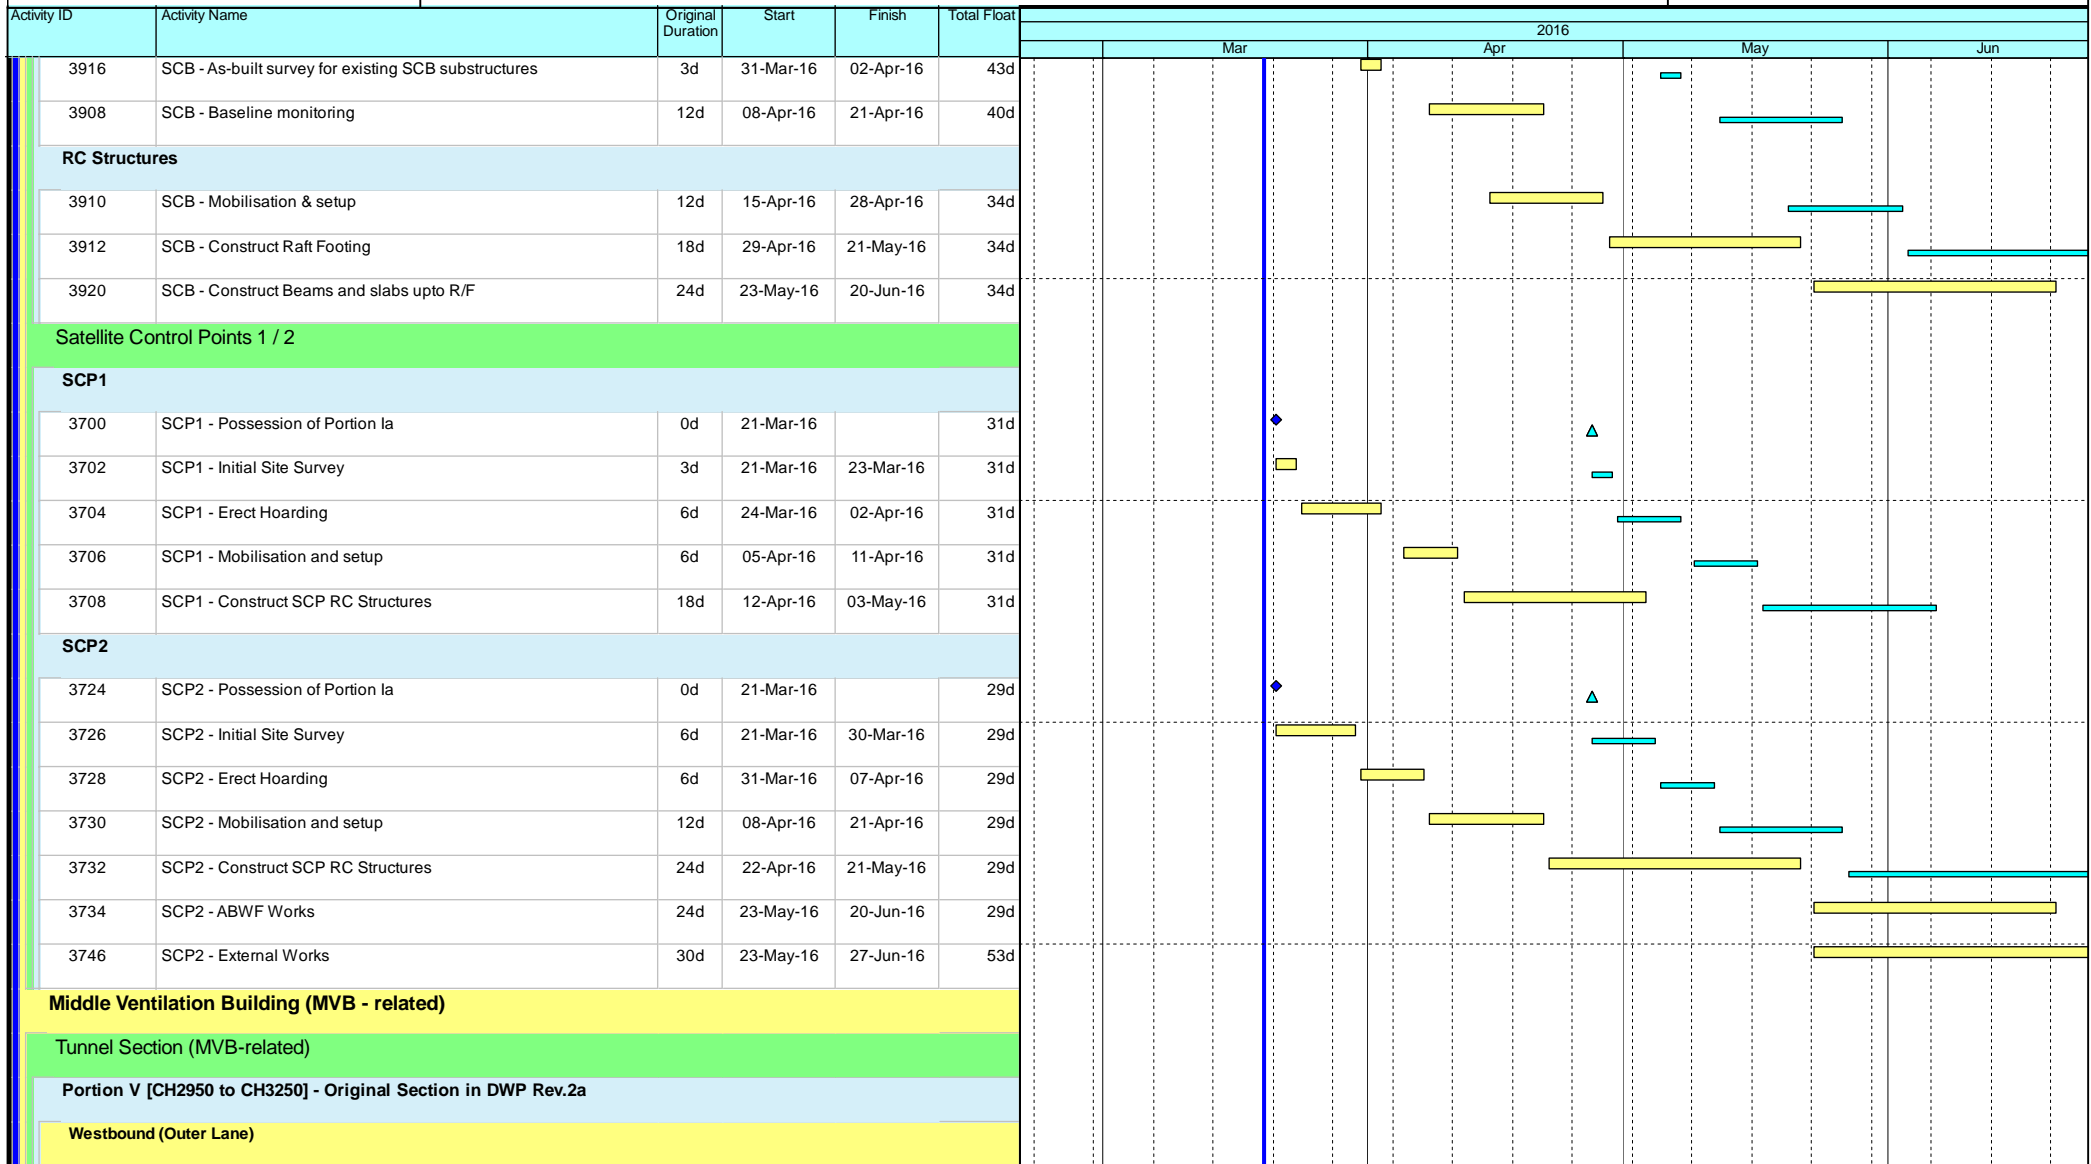 Activity ID Activity Name Original Duration Start Finish Total Float
2016
Mar Apr May Jun
3916 SCB - As-built survey for existing SCB substructures 3d 31-Mar-16 02-Apr-16 43d
3908 SCB - Baseline monitoring 12d 08-Apr-16 21-Apr-16 40d
RC Structures
3910 SCB - Mobilisation & setup 12d 15-Apr-16 28-Apr-16 34d
3912 SCB - Construct Raft Footing 18d 29-Apr-16 21-May-16 34d
3920 SCB - Construct Beams and slabs upto R/F 24d 23-May-16 20-Jun-16 34d
Satellite Control Points 1 / 2
SCP1
3700 SCP1 - Possession of Portion Ia 0d 21-Mar-16 31d
3702 SCP1 - Initial Site Survey 3d 21-Mar-16 23-Mar-16 31d
3704 SCP1 - Erect Hoarding 6d 24-Mar-16 02-Apr-16 31d
3706 SCP1 - Mobilisation and setup 6d 05-Apr-16 11-Apr-16 31d
3708 SCP1 - Construct SCP RC Structures 18d 12-Apr-16 03-May-16 31d
SCP2
3724 SCP2 - Possession of Portion Ia 0d 21-Mar-16 29d
3726 SCP2 - Initial Site Survey 6d 21-Mar-16 30-Mar-16 29d
3728 SCP2 - Erect Hoarding 6d 31-Mar-16 07-Apr-16 29d
3730 SCP2 - Mobilisation and setup 12d 08-Apr-16 21-Apr-16 29d
3732 SCP2 - Construct SCP RC Structures 24d 22-Apr-16 21-May-16 29d
3734 SCP2 - ABWF Works 24d 23-May-16 20-Jun-16 29d
3746 SCP2 - External Works 30d 23-May-16 27-Jun-16 53d
Middle Ventilation Building (MVB - related)
Tunnel Section (MVB-related)
Portion V [CH2950 to CH3250] - Original Section in DWP Rev.2a
Westbound (Outer Lane)